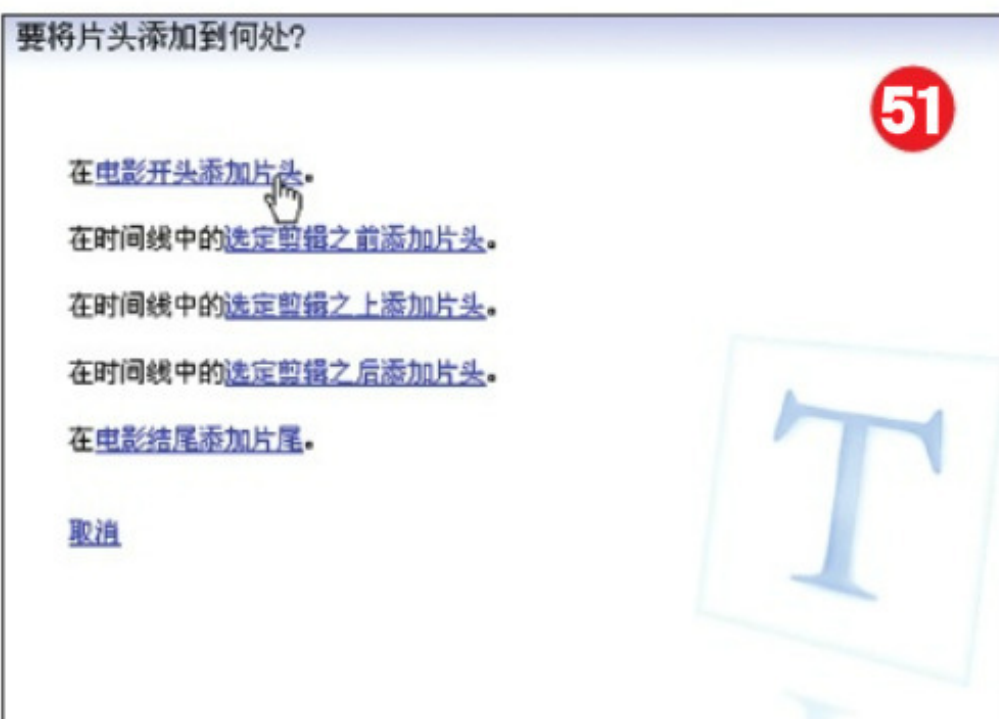 要将片头添加到何处?
51
在电影开头添加片头。
在时间线中的选定剪辑之前添加片头。
在时间线中的选定剪辑之上添加片头。
在时间线中的选定剪辑之后添加片头。
在电影结尾添加片尾。
取消
T